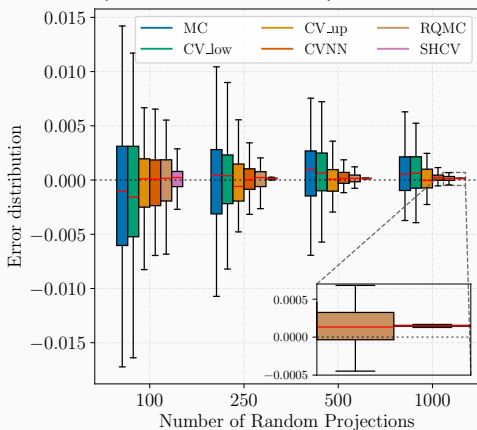 MC
CV_low
CV_up
CVNN
RQMC
SHCV
0.015
0.010
0.005
0.000
−0.005
−0.010
−0.015
Error distribution
0.0005
0.0000
−0.0005
100
250
500
1000
Number of Random Projections